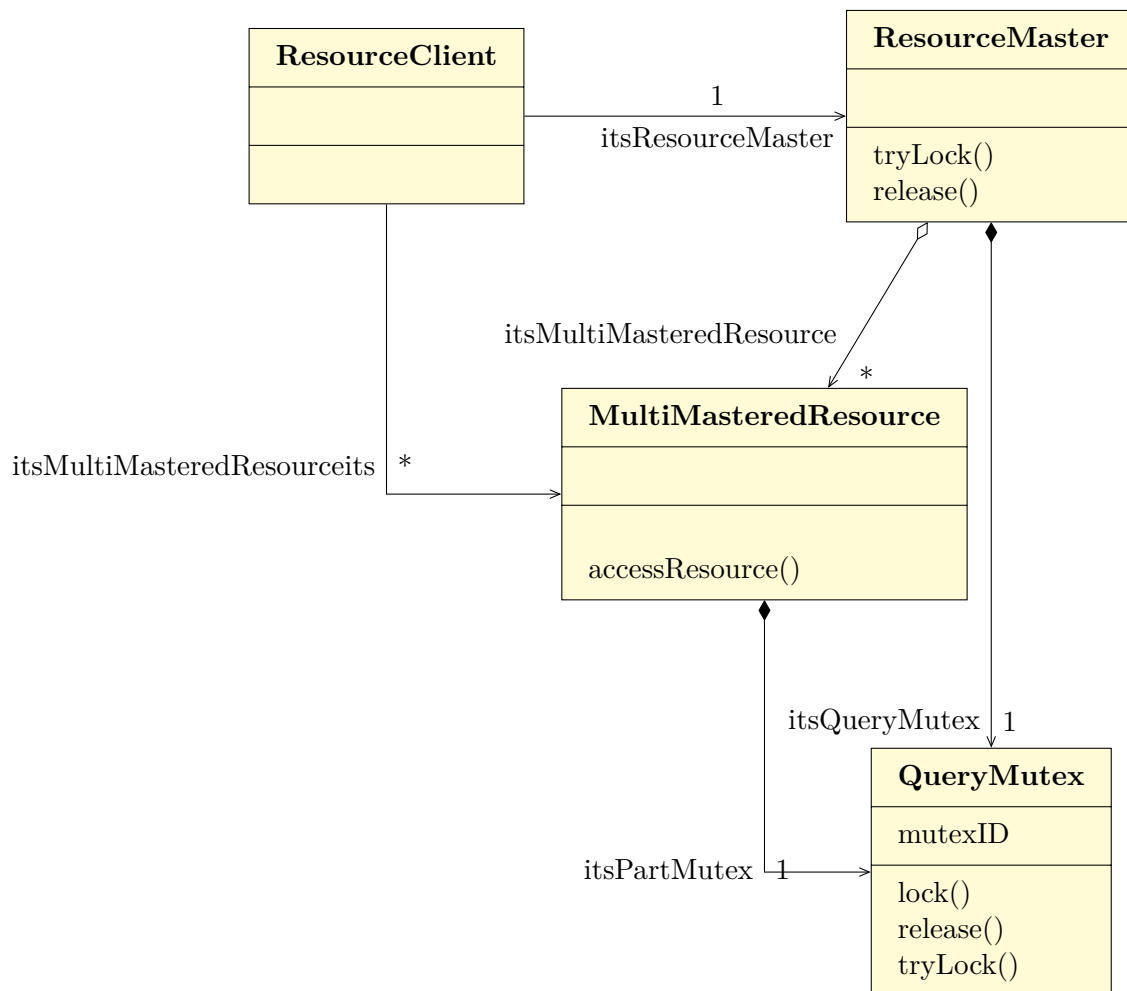 ResourceClient
ResourceMaster
1
itsResourceMaster
tryLock()
release()
itsMultiMasteredResource
*
MultiMasteredResource
itsMultiMasteredResourceits
*
accessResource()
itsQueryMutex
1
QueryMutex
mutexID
itsPartMutex
1
lock()
release()
tryLock()